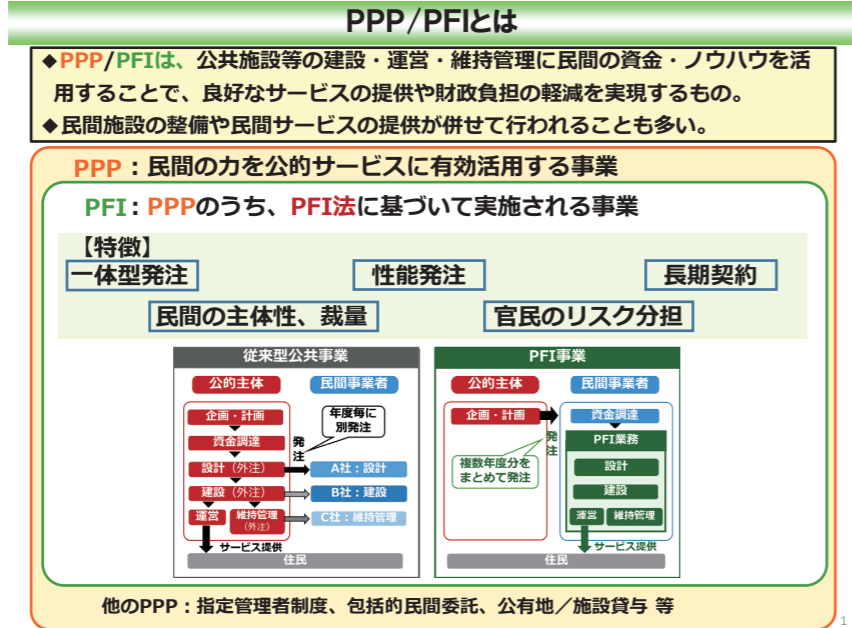 PPP/PFIとは
◆PPP/PFIは、公共施設等の建設・運営・維持管理に民間の資金・ノウハウを活
用することで、良好なサービスの提供や財政負担の軽減を実現するもの。
◆民間施設の整備や民間サービスの提供が併せて行われることも多い。
PPP：民間の力を公的サービスに有効活用する事業
PFI：PPPのうち、PFI法に基づいて実施される事業
【特徴】
一体型発注
性能発注
長期契約
民間の主体性、裁量
官民のリスク分担
従来型公共事業
公的主体
民間事業者
企画・計画
年度毎に
別発注
資金調達
発
注
設計（外注）
A社：設計
建設（外注）
B社：建設
運営
維持管理
（外注）
C社：維持管理
サービス提供
住民
PFI事業
公的主体
民間事業者
企画・計画
資金調達
発
注
PFI業務
複数年度分を
まとめて発注
設計
建設
運営
維持管理
サービス提供
住民
他のPPP：指定管理者制度、包括的民間委託、公有地／施設貸与 等
1